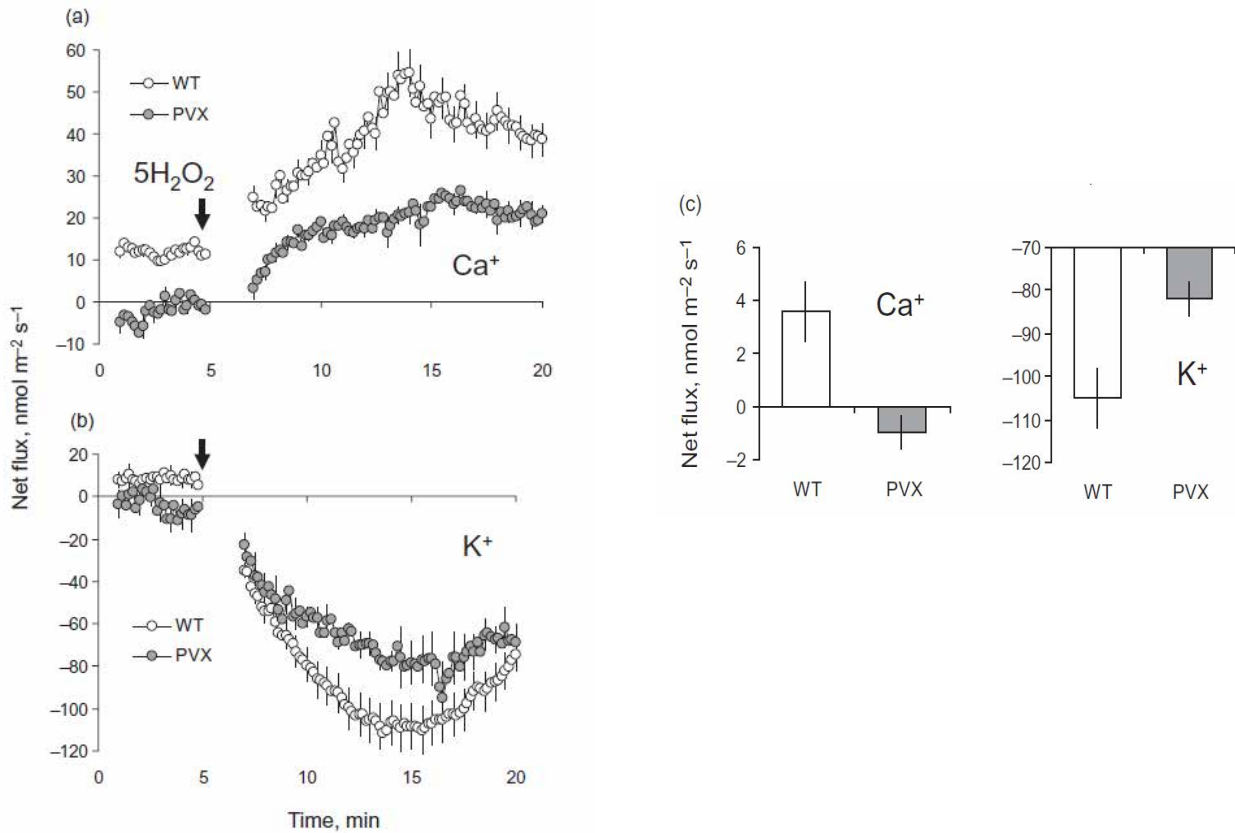 (a)
60
50
40
30
20
10
0
–10
WT
PVX
5H₂O₂
Ca⁺
0 5 10 15 20
Net flux, nmol m⁻² s⁻¹
(b)
20
0
–20
–40
–60
–80
–100
–120
K⁺
WT
PVX
0 5 10 15 20
Time, min
(c)
Net flux, nmol m⁻² s⁻¹
6
4
2
0
–2
Ca⁺
WT PVX
–70
–80
–90
–100
–110
–120
K⁺
WT PVX